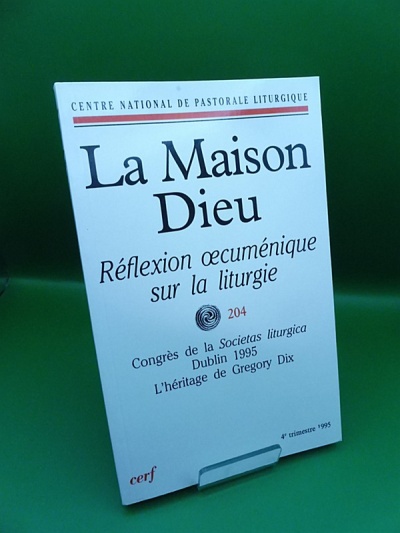 CENTRE NATIONAL DE PASTORALE LITURGIQUE
La Maison
Dieu
Réflexion œcuménique
sur la liturgie
204
Congrès de la Societas liturgica
Dublin 1995
L'héritage de Gregory Dix
4e trimestre 1995
cerf